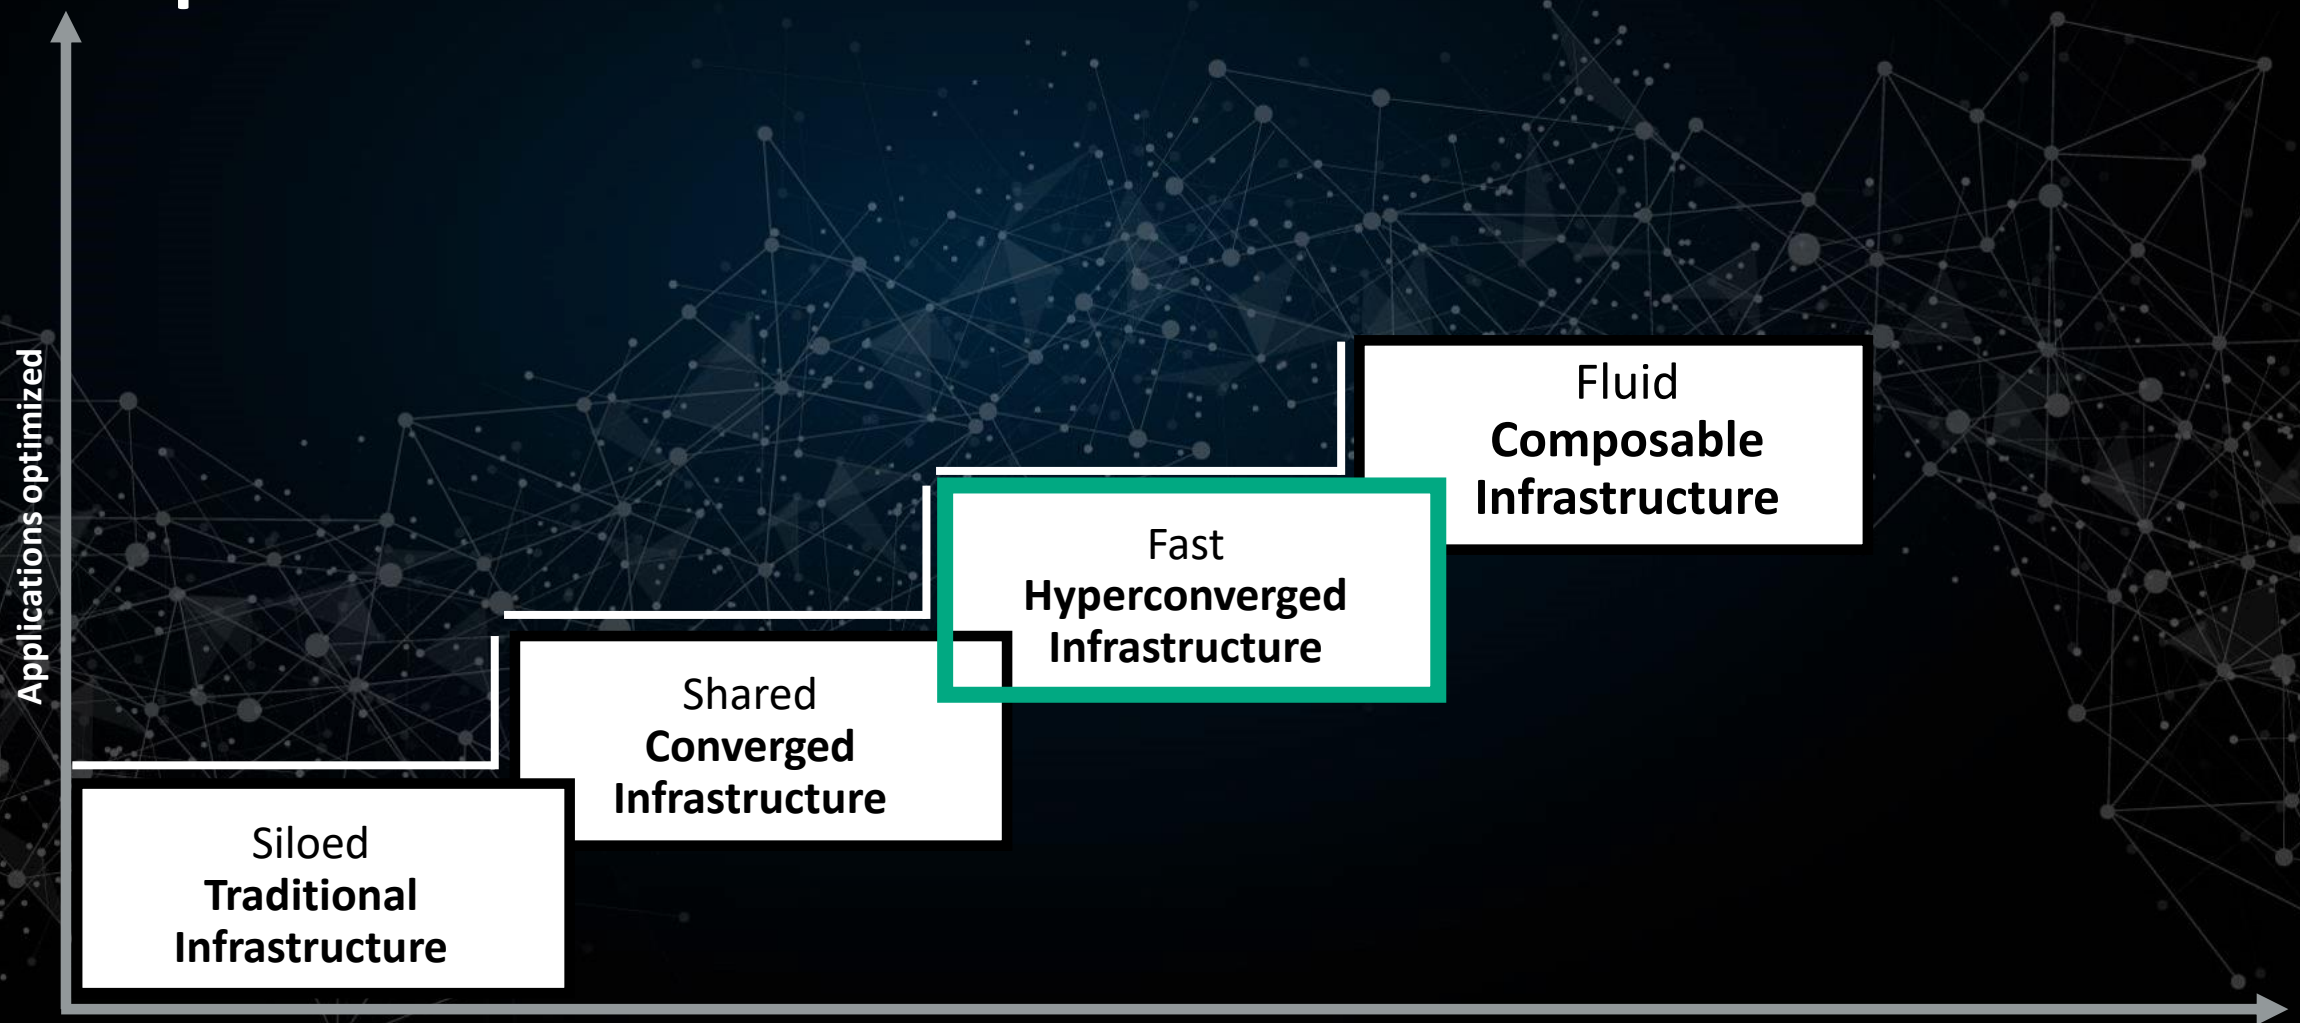 Applications optimized
Fluid
Composable
Infrastructure
Fast
Hyperconverged
Infrastructure
Shared
Converged
Infrastructure
Siloed
Traditional
Infrastructure